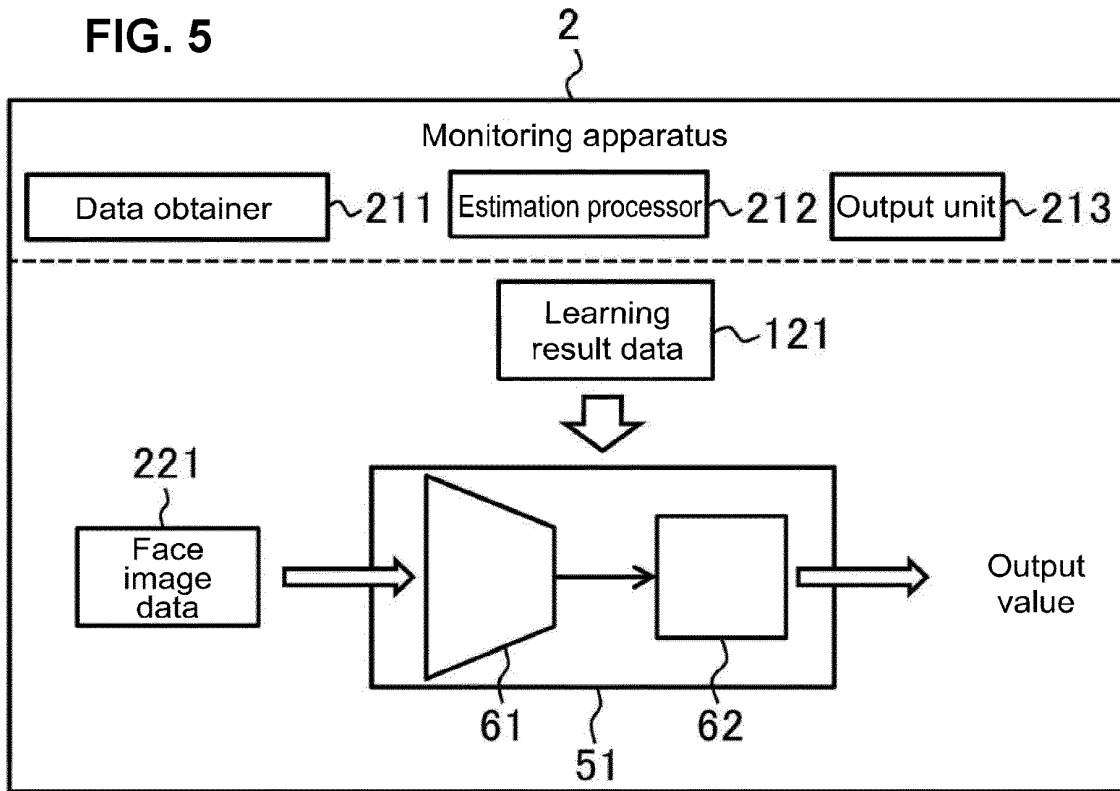 FIG. 5
2
Monitoring apparatus
Data obtainer 211 Estimation processor 212 Output unit 213
Learning
result data
121
221
Face
image
data
Output
value
61
62
51